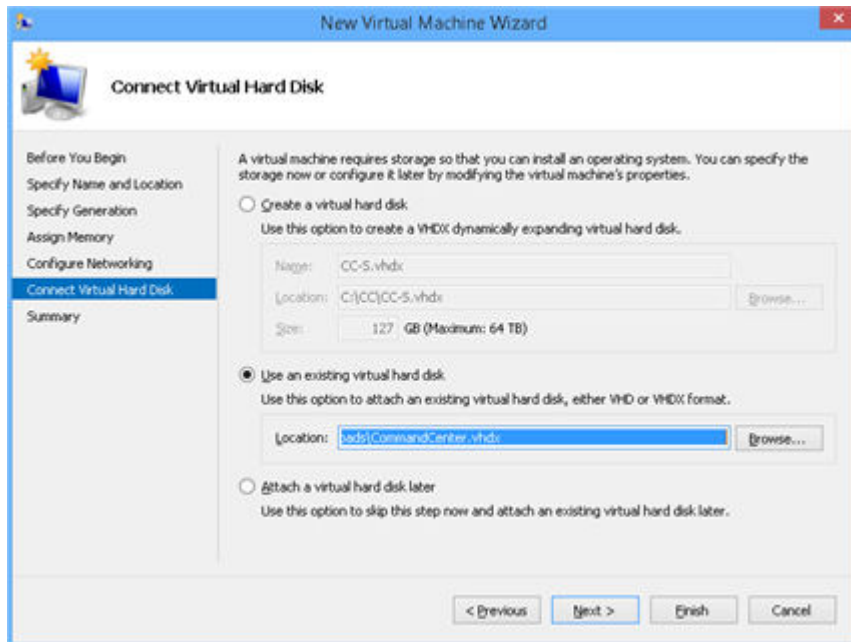 New Virtual Machine Wizard
Connect Virtual Hard Disk
Before You Begin
Specify Name and Location
Specify Generation
Assign Memory
Configure Networking
Connect Virtual Hard Disk
Summary
A virtual machine requires storage so that you can install an operating system. You can specify the
storage now or configure it later by modifying the virtual machine's properties.
Create a virtual hard disk
Use this option to create a VHDX dynamically expanding virtual hard disk.
Name: CC-5.vhdx
Location: C:\CC\CC-5.vhdx Browse...
Size: 127 GB (Maximum: 64 TB)
Use an existing virtual hard disk
Use this option to attach an existing virtual hard disk, either VHD or VHDX format.
Location: oads\CommandCenter.vhdx Browse...
Attach a virtual hard disk later
Use this option to skip this step now and attach an existing virtual hard disk later.
< Previous Next > Finish Cancel